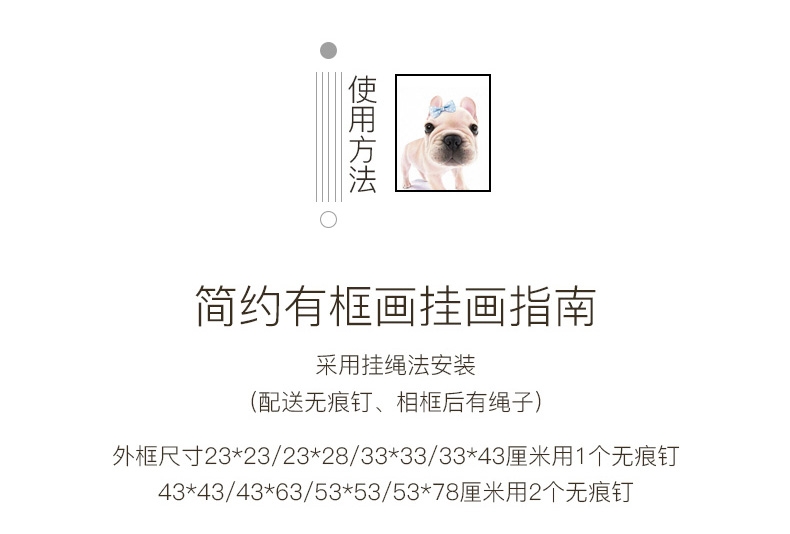 使用方法
简约有框画挂画指南
采用挂绳法安装
（配送无痕钉、相框后有绳子）
外框尺寸23*23/23*28/33*33/33*43厘米用1个无痕钉
43*43/43*63/53*53/53*78厘米用2个无痕钉